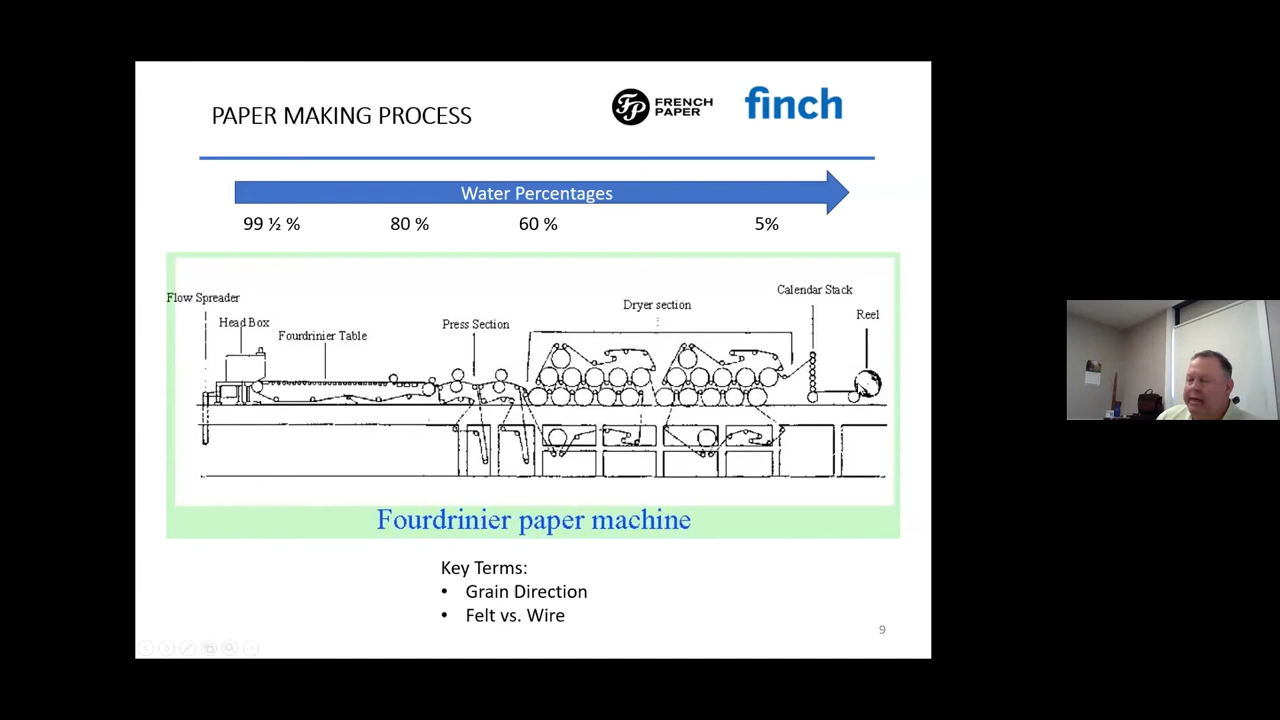 PAPER MAKING PROCESS
FP FRENCH
PAPER
finch
Water Percentages
99 ½ % 80 % 60 % 5%
Flow Spreader
Head Box
Fourdrinier Table
Press Section
Dryer section
Calendar Stack
Reel
Fourdrinier paper machine
Key Terms:
• Grain Direction
• Felt vs. Wire
9